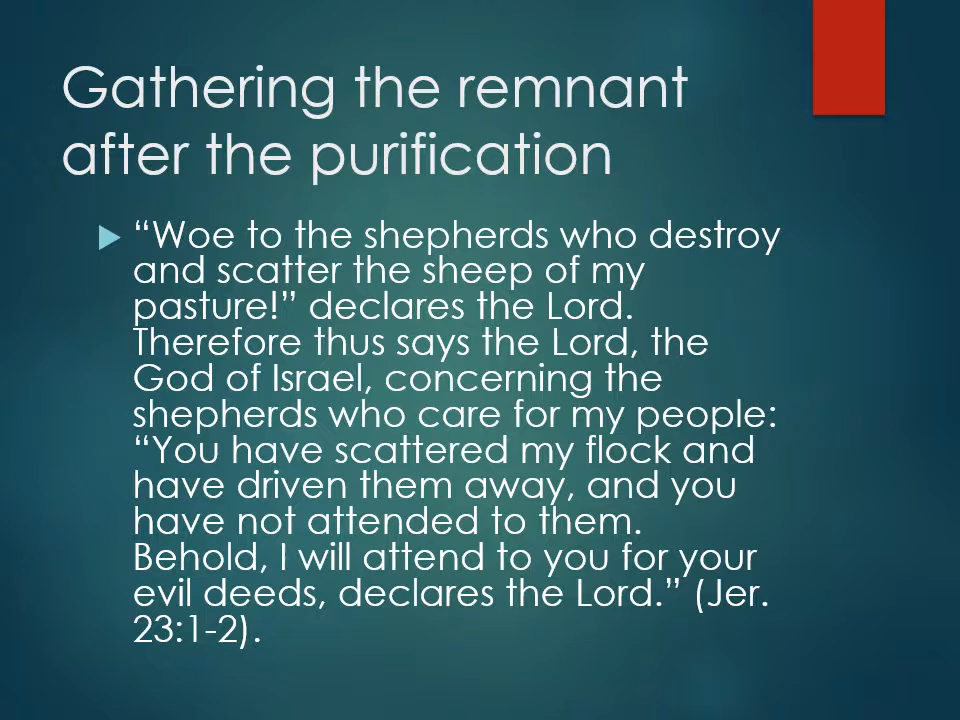 Gathering the remnant
after the purification
“Woe to the shepherds who destroy
and scatter the sheep of my
pasture!” declares the Lord.
Therefore thus says the Lord, the
God of Israel, concerning the
shepherds who care for my people:
“You have scattered my flock and
have driven them away, and you
have not attended to them.
Behold, I will attend to you for your
evil deeds, declares the Lord.” (Jer.
23:1-2).